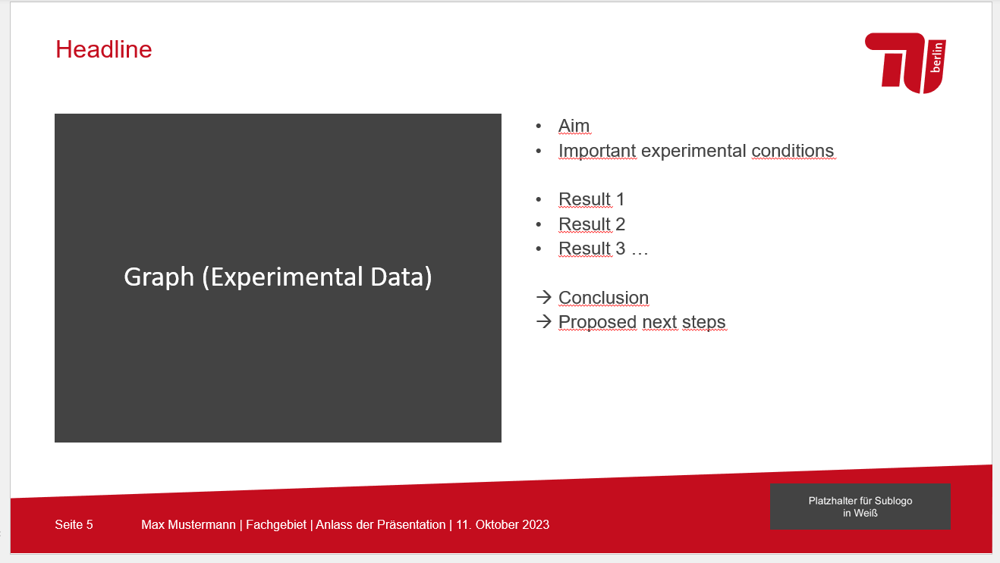 Headline
berlin
Graph (Experimental Data)
• Aim
• Important experimental conditions
• Result 1
• Result 2
• Result 3 …
→ Conclusion
→ Proposed next steps
Seite 5
Max Mustermann | Fachgebiet | Anlass der Präsentation | 11. Oktober 2023
Platzhalter für Sublogo
in Weiß